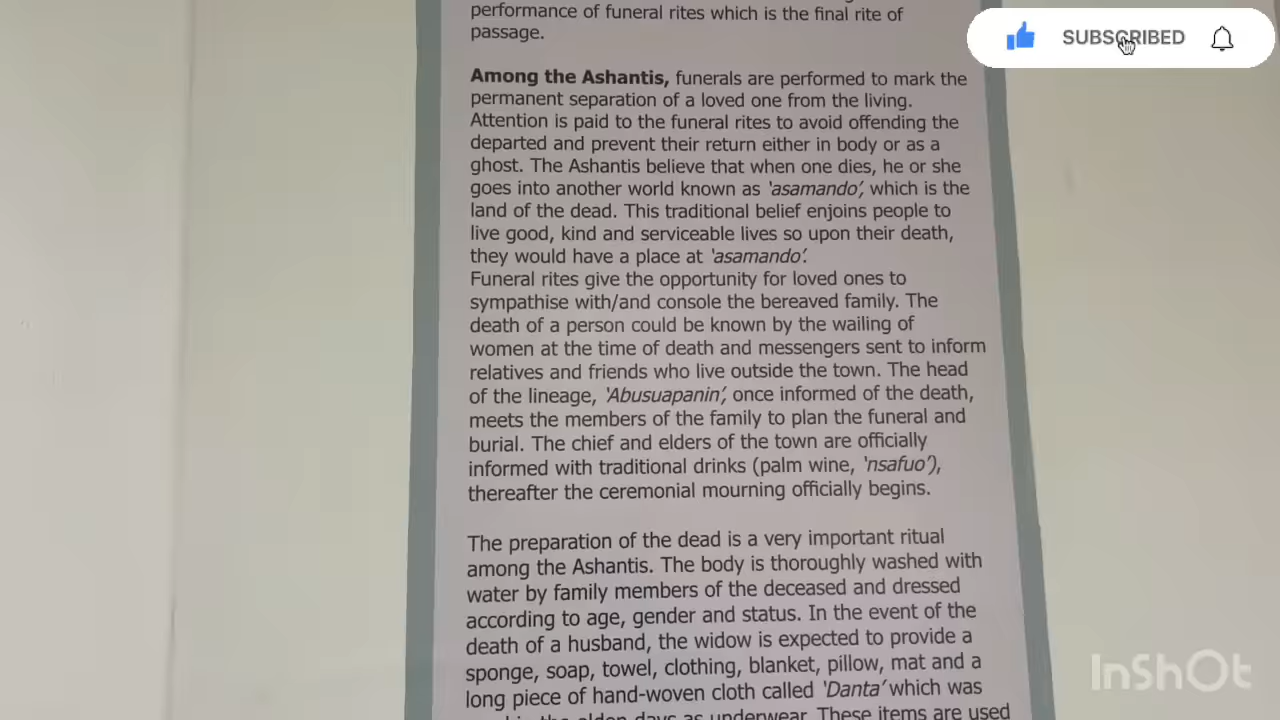 performance of funeral rites which is the final rite of
passage.
SUBSCRIBED
Among the Ashantis, funerals are performed to mark the
permanent separation of a loved one from the living.
Attention is paid to the funeral rites to avoid offending the
departed and prevent their return either in body or as a
ghost. The Ashantis believe that when one dies, he or she
goes into another world known as 'asamando', which is the
land of the dead. This traditional belief enjoins people to
live good, kind and serviceable lives so upon their death,
they would have a place at 'asamando'.
Funeral rites give the opportunity for loved ones to
sympathise with/and console the bereaved family. The
death of a person could be known by the wailing of
women at the time of death and messengers sent to inform
relatives and friends who live outside the town. The head
of the lineage, 'Abusuapanin', once informed of the death,
meets the members of the family to plan the funeral and
burial. The chief and elders of the town are officially
informed with traditional drinks (palm wine, 'nsafuo'),
thereafter the ceremonial mourning officially begins.
The preparation of the dead is a very important ritual
among the Ashantis. The body is thoroughly washed with
water by family members of the deceased and dressed
according to age, gender and status. In the event of the
death of a husband, the widow is expected to provide a
sponge, soap, towel, clothing, blanket, pillow, mat and a
long piece of hand-woven cloth called 'Danta' which was
in the olden days as underwear. These items are used
InShOt